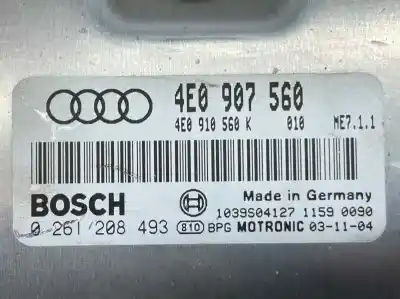 4E0 907 560
4E0 910 560 K 010 ME7.1.1
BOSCH
Made in Germany
1039S04127 1159 0090
0 261 208 493 810 BPG MOTRONIC 03-11-04